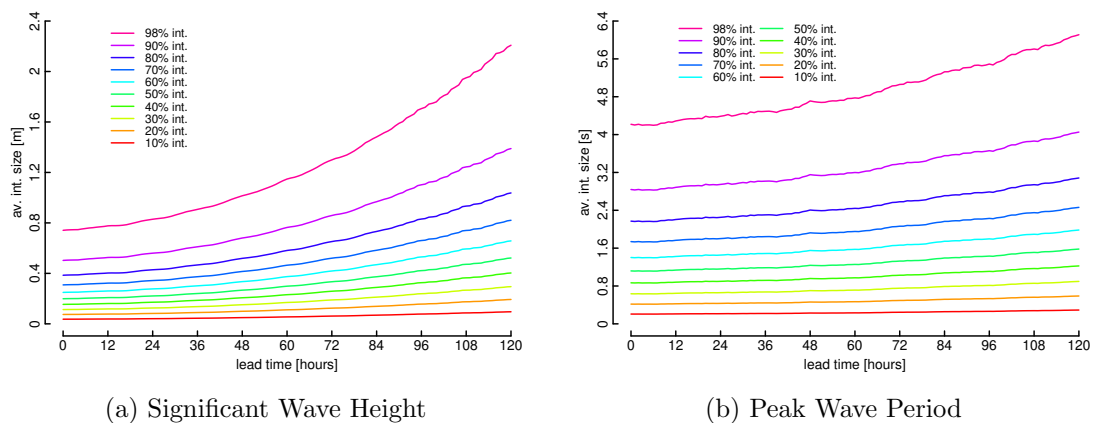 2.4
2
1.6
1.2
0.8
0.4
0
av. int. size [m]
98% int.
90% int.
80% int.
70% int.
60% int.
50% int.
40% int.
30% int.
20% int.
10% int.
0 12 24 36 48 60 72 84 96 108 120
lead time [hours]
(a) Significant Wave Height
6.4
5.6
4.8
4
3.2
2.4
1.6
0.8
0
av. int. size [s]
98% int. 50% int.
90% int. 40% int.
80% int. 30% int.
70% int. 20% int.
60% int. 10% int.
0 12 24 36 48 60 72 84 96 108 120
lead time [hours]
(b) Peak Wave Period